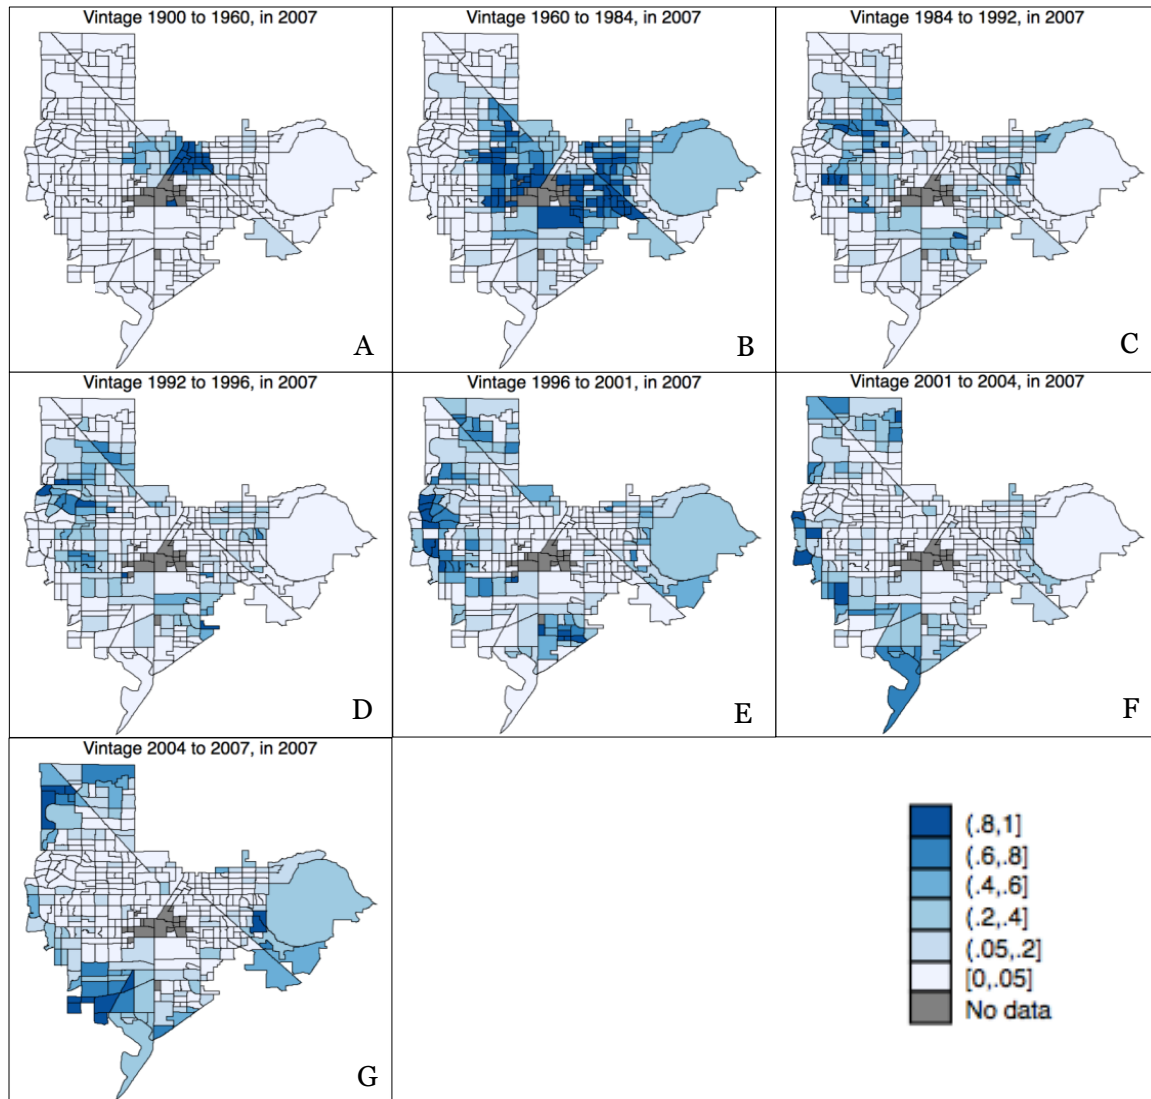 Vintage 1900 to 1960, in 2007
Vintage 1960 to 1984, in 2007
Vintage 1984 to 1992, in 2007
A
B
C
Vintage 1992 to 1996, in 2007
Vintage 1996 to 2001, in 2007
Vintage 2001 to 2004, in 2007
D
E
F
Vintage 2004 to 2007, in 2007
G
(.8,1]
(.6,.8]
(.4,.6]
(.2,.4]
(.05,.2]
[0,.05]
No data